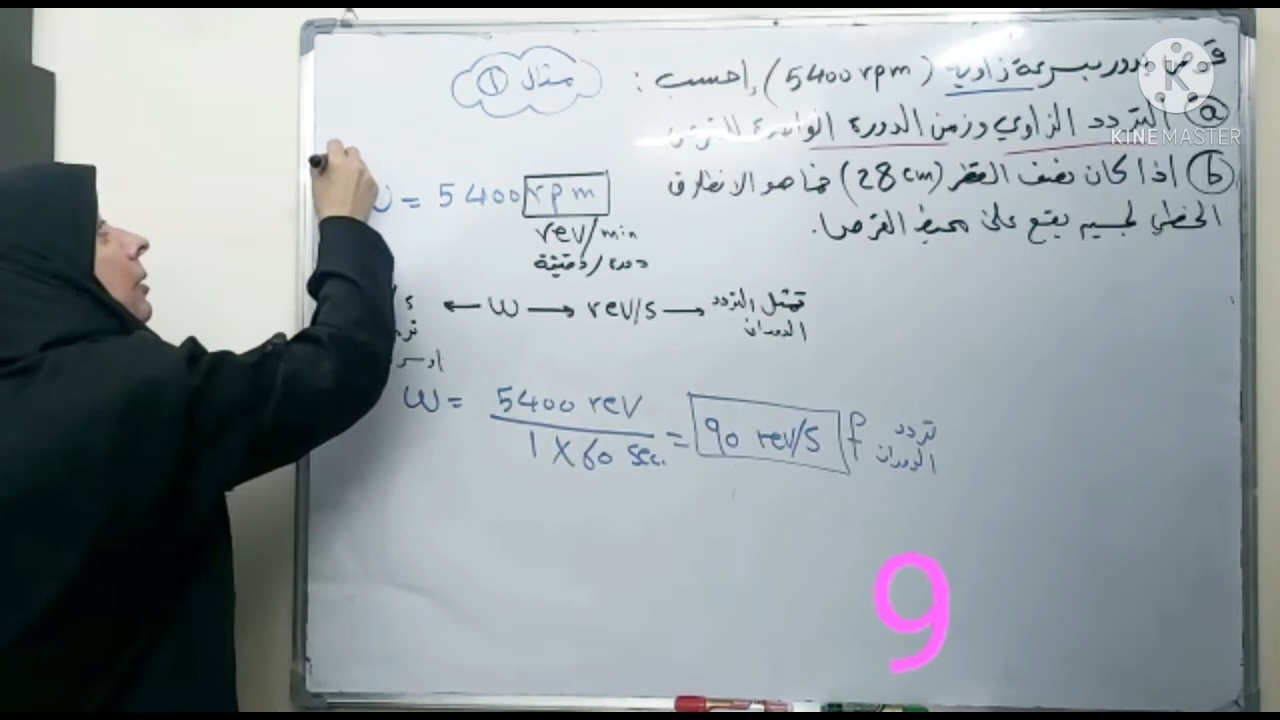 مثال ①
قرص يدور بسرعة زاوية (5400 rpm) احسب :
ⓐ التردد الزاوي وزمن الدورة الواحدة للقرص
ⓑ اذا كان نصف القطر (28 cm) فما هو الانطلاق
الخطي لجسيم يقع على محيط القرص.
= 5400 rpm
rev/min
دورة/دقيقة
← ω → rev/s → تمثل التردد
الدوران
ω = 5400 rev / 1 × 60 sec. = 90 rev/s f تردد
الدوران
9
K
KINEMASTER